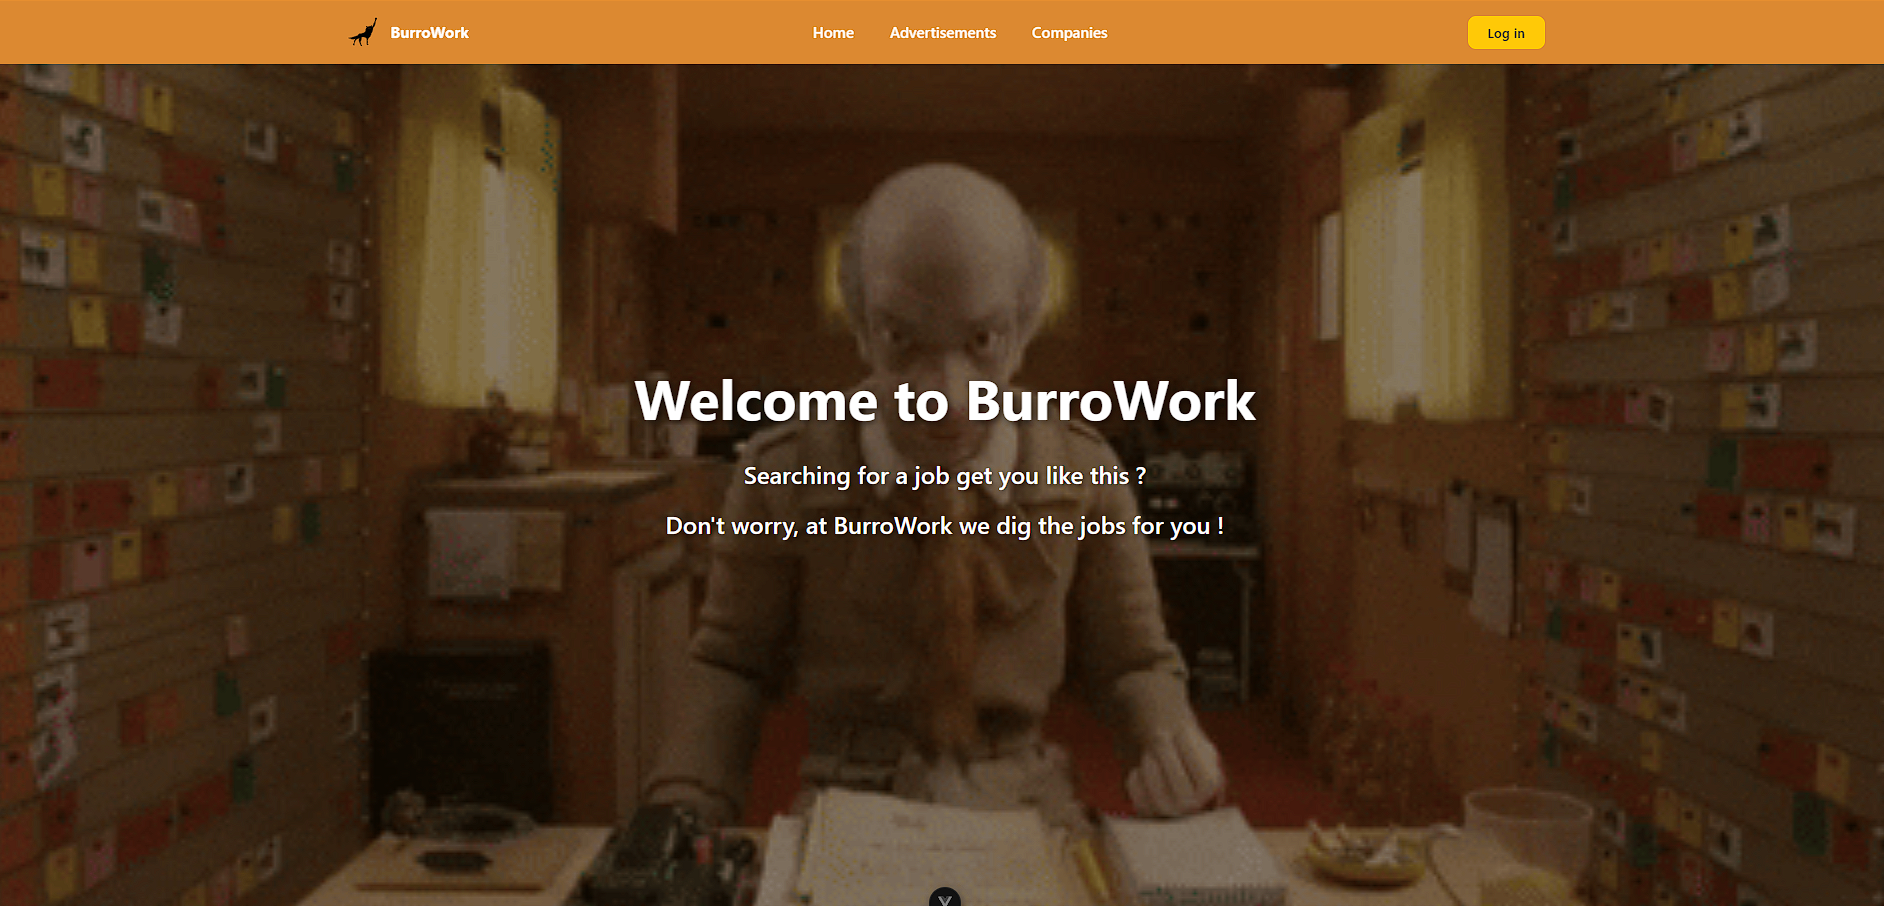 BurroWork
Home
Advertisements
Companies
Log in
Welcome to BurroWork
Searching for a job get you like this ?
Don't worry, at BurroWork we dig the jobs for you !